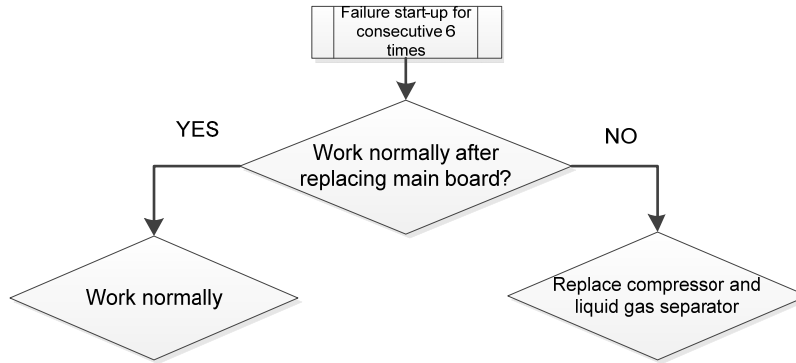 Failure start-up for
consecutive 6
times
YES
NO
Work normally after
replacing main board?
Work normally
Replace compressor and
liquid gas separator